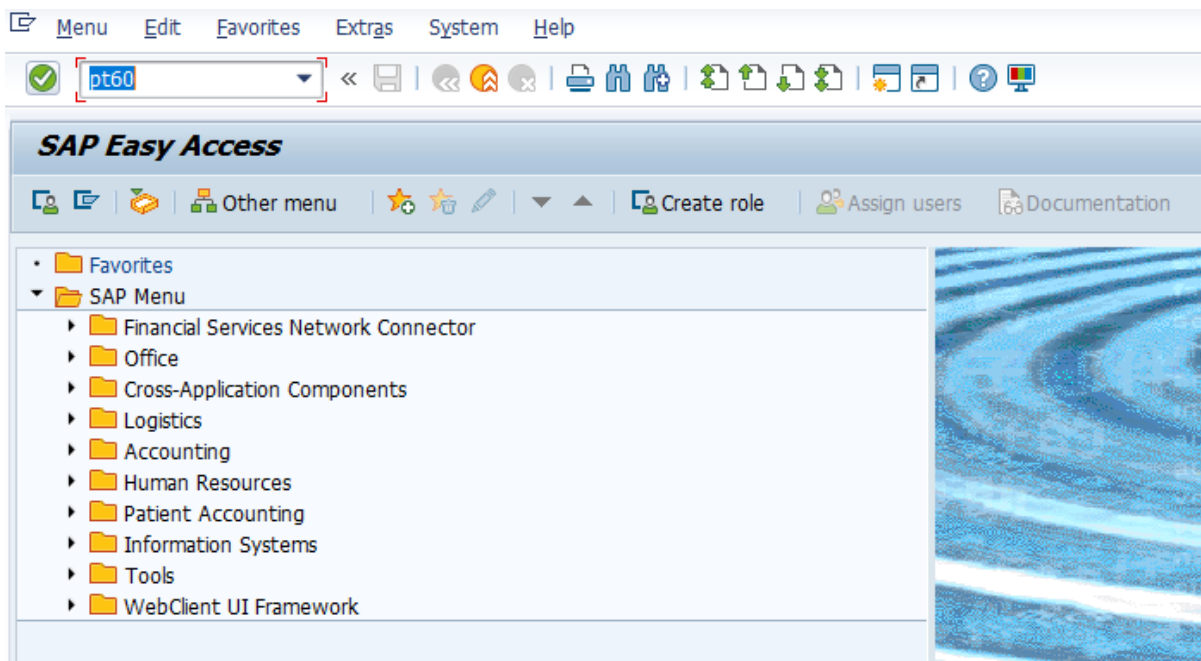 Menu Edit Favorites Extras System Help
pt60
SAP Easy Access
Other menu Create role Assign users Documentation
Favorites
SAP Menu
Financial Services Network Connector
Office
Cross-Application Components
Logistics
Accounting
Human Resources
Patient Accounting
Information Systems
Tools
WebClient UI Framework